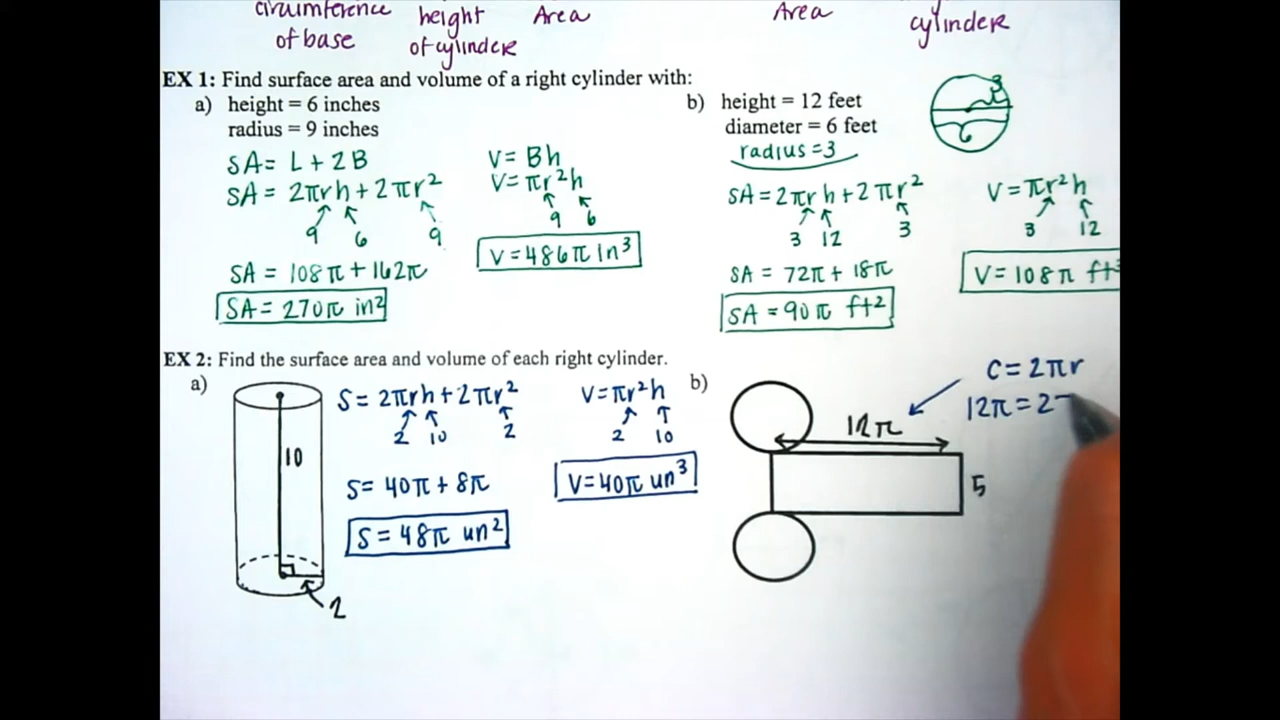 circumference height Area
of base of cylinder
Area cylinder
EX 1: Find surface area and volume of a right cylinder with:
a) height = 6 inches
radius = 9 inches
SA = L + 2B
SA = 2πrh + 2πr²
9 6 9
SA = 108π + 162π
SA = 270π in²
V = Bh
V = πr²h
9 6
V = 486π in³
b) height = 12 feet
diameter = 6 feet
radius = 3
3
6
SA = 2πrh + 2πr²
3 12 3
SA = 72π + 18π
SA = 90π ft²
V = πr²h
3 12
V = 108π ft³
EX 2: Find the surface area and volume of each right cylinder.
a)
10
2
S = 2πrh + 2πr²
2 10 2
S = 40π + 8π
S = 48π un²
V = πr²h
2 10
V = 40π un³
b)
12π
5
C = 2πr
12π = 2